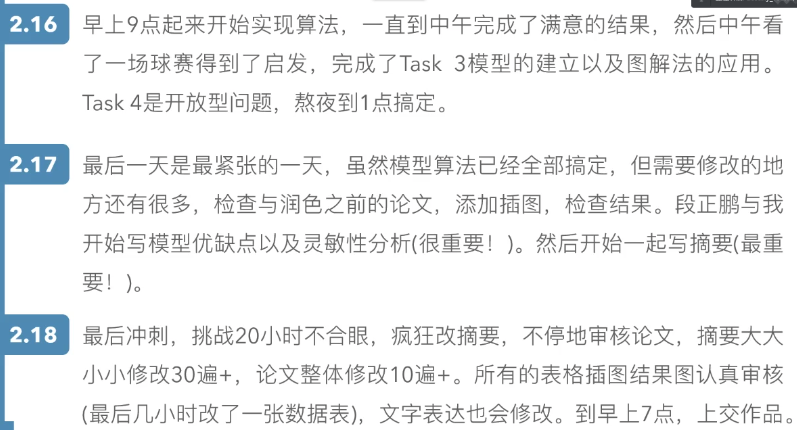 2.16
早上9点起来开始实现算法，一直到中午完成了满意的结果，然后中午看
了一场球赛得到了启发，完成了Task 3模型的建立以及图解法的应用。
Task 4是开放型问题，熬夜到1点搞定。
2.17
最后一天是最紧张的一天，虽然模型算法已经全部搞定，但需要修改的地
方还有很多，检查与润色之前的论文，添加插图，检查结果。段正鹏与我
开始写模型优缺点以及灵敏性分析(很重要！)。然后开始一起写摘要(最重
要！)。
2.18
最后冲刺，挑战20小时不合眼，疯狂改摘要，不停地审核论文，摘要大大
小小修改30遍+，论文整体修改10遍+。所有的表格插图结果图认真审核
(最后几小时改了一张数据表)，文字表达也会修改。到早上7点，上交作品。